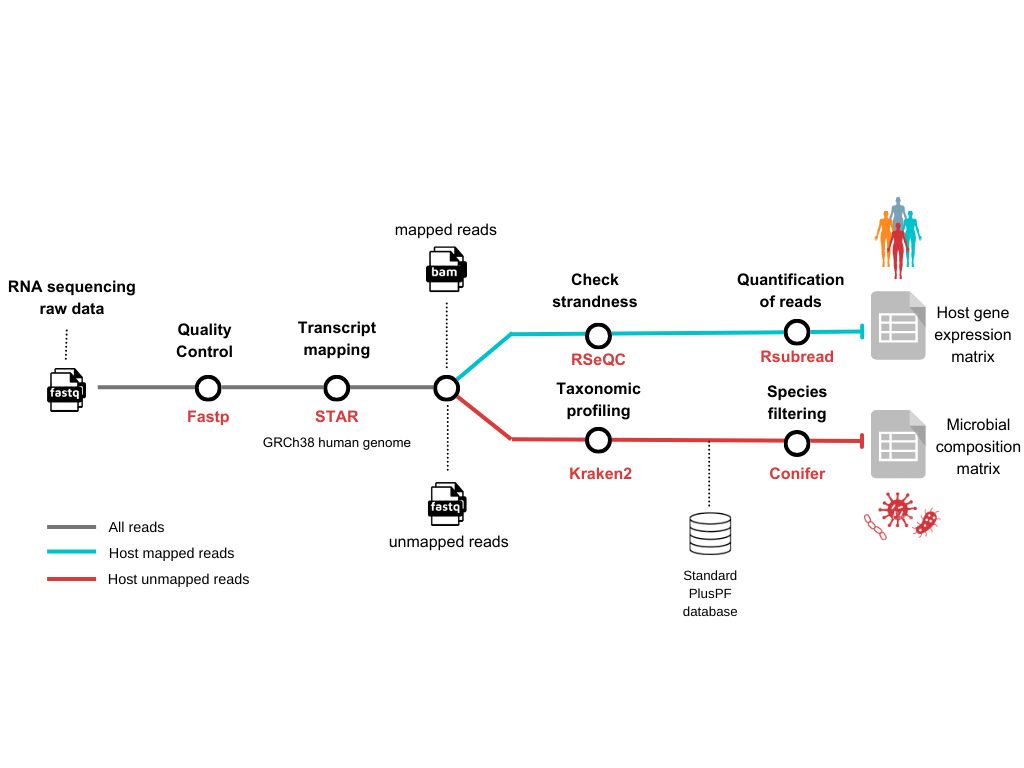 RNA sequencing
raw data
fastq
Quality
Control
Fastp
Transcript
mapping
STAR
GRCh38 human genome
mapped reads
bam
fastq
unmapped reads
Check
strandness
RSeQC
Quantification
of reads
Rsubread
Host gene
expression
matrix
Taxonomic
profiling
Kraken2
Species
filtering
Conifer
Microbial
composition
matrix
Standard
PlusPF
database
All reads
Host mapped reads
Host unmapped reads